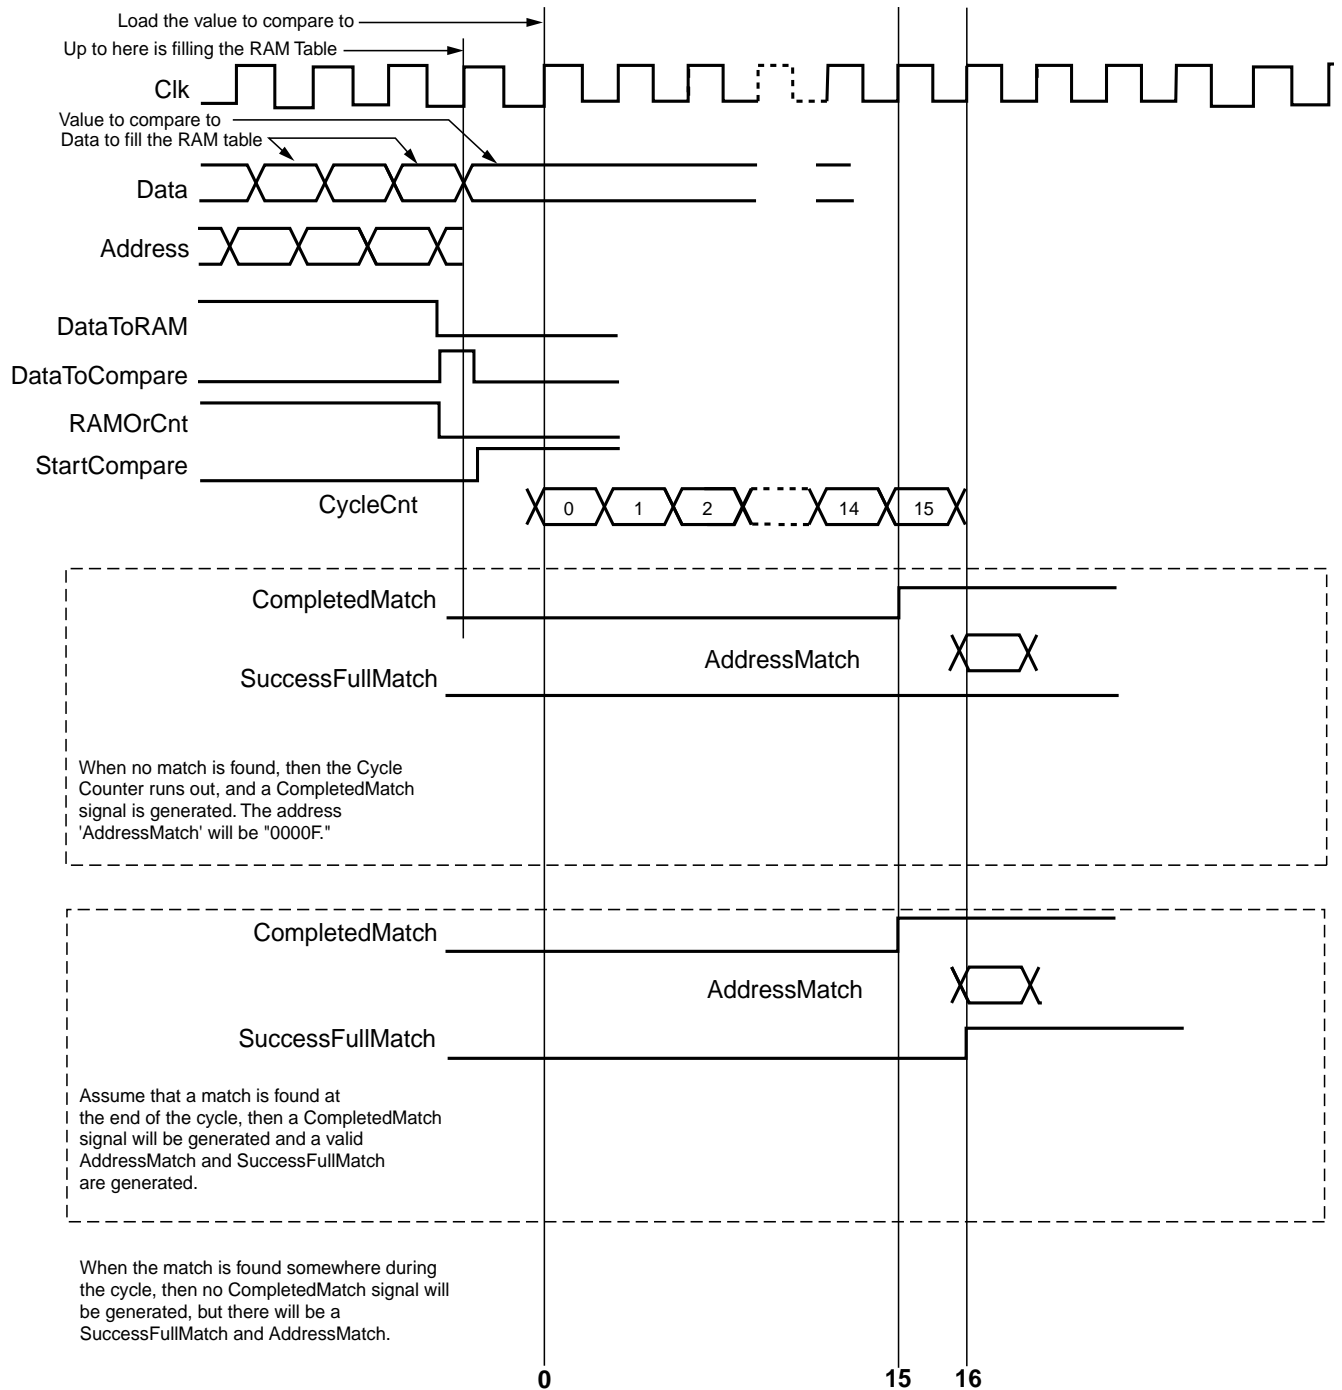 Load the value to compare to
Up to here is filling the RAM Table
Clk
Value to compare to
Data to fill the RAM table
Data
Address
DataToRAM
DataToCompare
RAMOrCnt
StartCompare
CycleCnt
0
1
2
14
15
CompletedMatch
AddressMatch
SuccessFullMatch
When no match is found, then the Cycle
Counter runs out, and a CompletedMatch
signal is generated. The address
'AddressMatch' will be "0000F."
CompletedMatch
AddressMatch
SuccessFullMatch
Assume that a match is found at
the end of the cycle, then a CompletedMatch
signal will be generated and a valid
AddressMatch and SuccessFullMatch
are generated.
When the match is found somewhere during
the cycle, then no CompletedMatch signal will
be generated, but there will be a
SuccessFullMatch and AddressMatch.
0
15
16